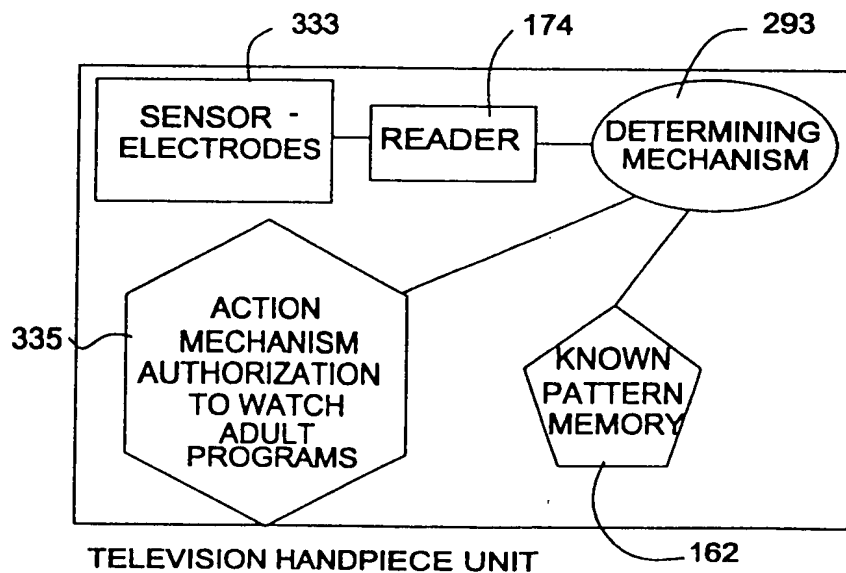 333
174
293
SENSOR -
ELECTRODES
READER
DETERMINING
MECHANISM
335
ACTION
MECHANISM
AUTHORIZATION
TO WATCH
ADULT
PROGRAMS
KNOWN
PATTERN
MEMORY
162
TELEVISION HANDPIECE UNIT